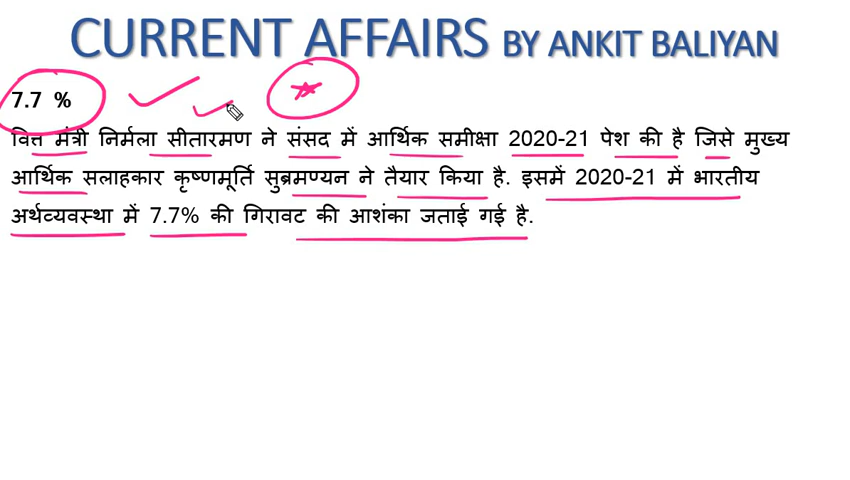 CURRENT AFFAIRS BY ANKIT BALIYAN
7.7 %
वित्त मंत्री निर्मला सीतारमण ने संसद में आर्थिक समीक्षा 2020-21 पेश की है जिसे मुख्य
आर्थिक सलाहकार कृष्णमूर्ति सुब्रमण्यन ने तैयार किया है. इसमें 2020-21 में भारतीय
अर्थव्यवस्था में 7.7% की गिरावट की आशंका जताई गई है.